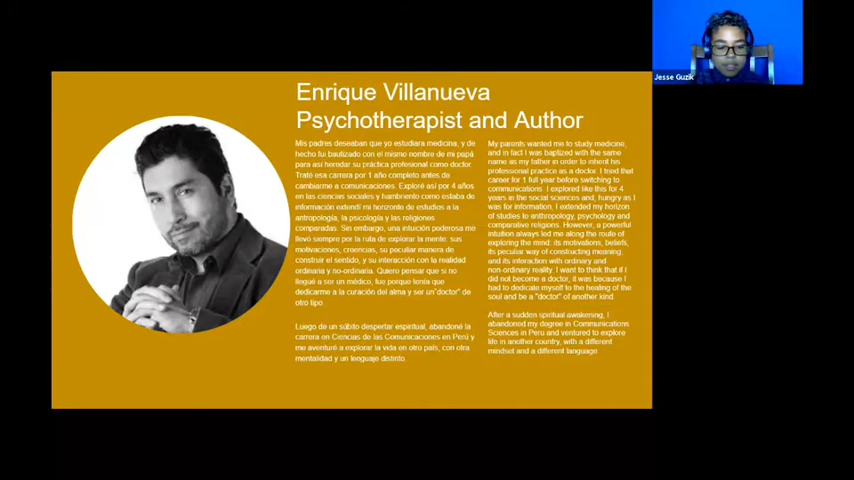 Enrique Villanueva
Psychotherapist and Author
Mis padres deseaban que yo estudiara medicina, y de
hecho fui bautizado con el mismo nombre de mi papá
para así heredar su práctica profesional como doctor.
Traté esa carrera por 1 año completo antes de
cambiarme a comunicaciones. Exploré así por 4 años
en las ciencias sociales y hambriento como estaba de
información extendí mi horizonte de estudios a la
antropología, la psicología y las religiones
comparadas. Sin embargo, una intuición poderosa me
llevó siempre por la ruta de explorar la mente: sus
motivaciones, creencias, su peculiar manera de
construir el sentido, y su interacción con la realidad
ordinaria y no-ordinaria. Quiero pensar que si no
llegué a ser un médico, fue porque tenía que
dedicarme a la curación del alma y ser un"doctor" de
otro tipo
Luego de un súbito despertar espiritual, abandoné la
carrera en Ciencias de las Comunicaciones en Perú y
me aventuré a explorar la vida en otro país, con otra
mentalidad y un lenguaje distinto.
My parents wanted me to study medicine,
and in fact I was baptized with the same
name as my father in order to inherit his
professional practice as a doctor. I tried that
career for 1 full year before switching to
communications. I explored like this for 4
years in the social sciences and, hungry as I
was for information, I extended my horizon
of studies to anthropology, psychology and
comparative religions. However, a powerful
intuition always led me along the route of
exploring the mind: its motivations, beliefs,
its peculiar way of constructing meaning,
and its interaction with ordinary and
non-ordinary reality. I want to think that if I
did not become a doctor, it was because I
had to dedicate myself to the healing of the
soul and be a "doctor" of another kind.
After a sudden spiritual awakening, I
abandoned my degree in Communications
Sciences in Peru and ventured to explore
life in another country, with a different
mindset and a different language
Jesse Guzik